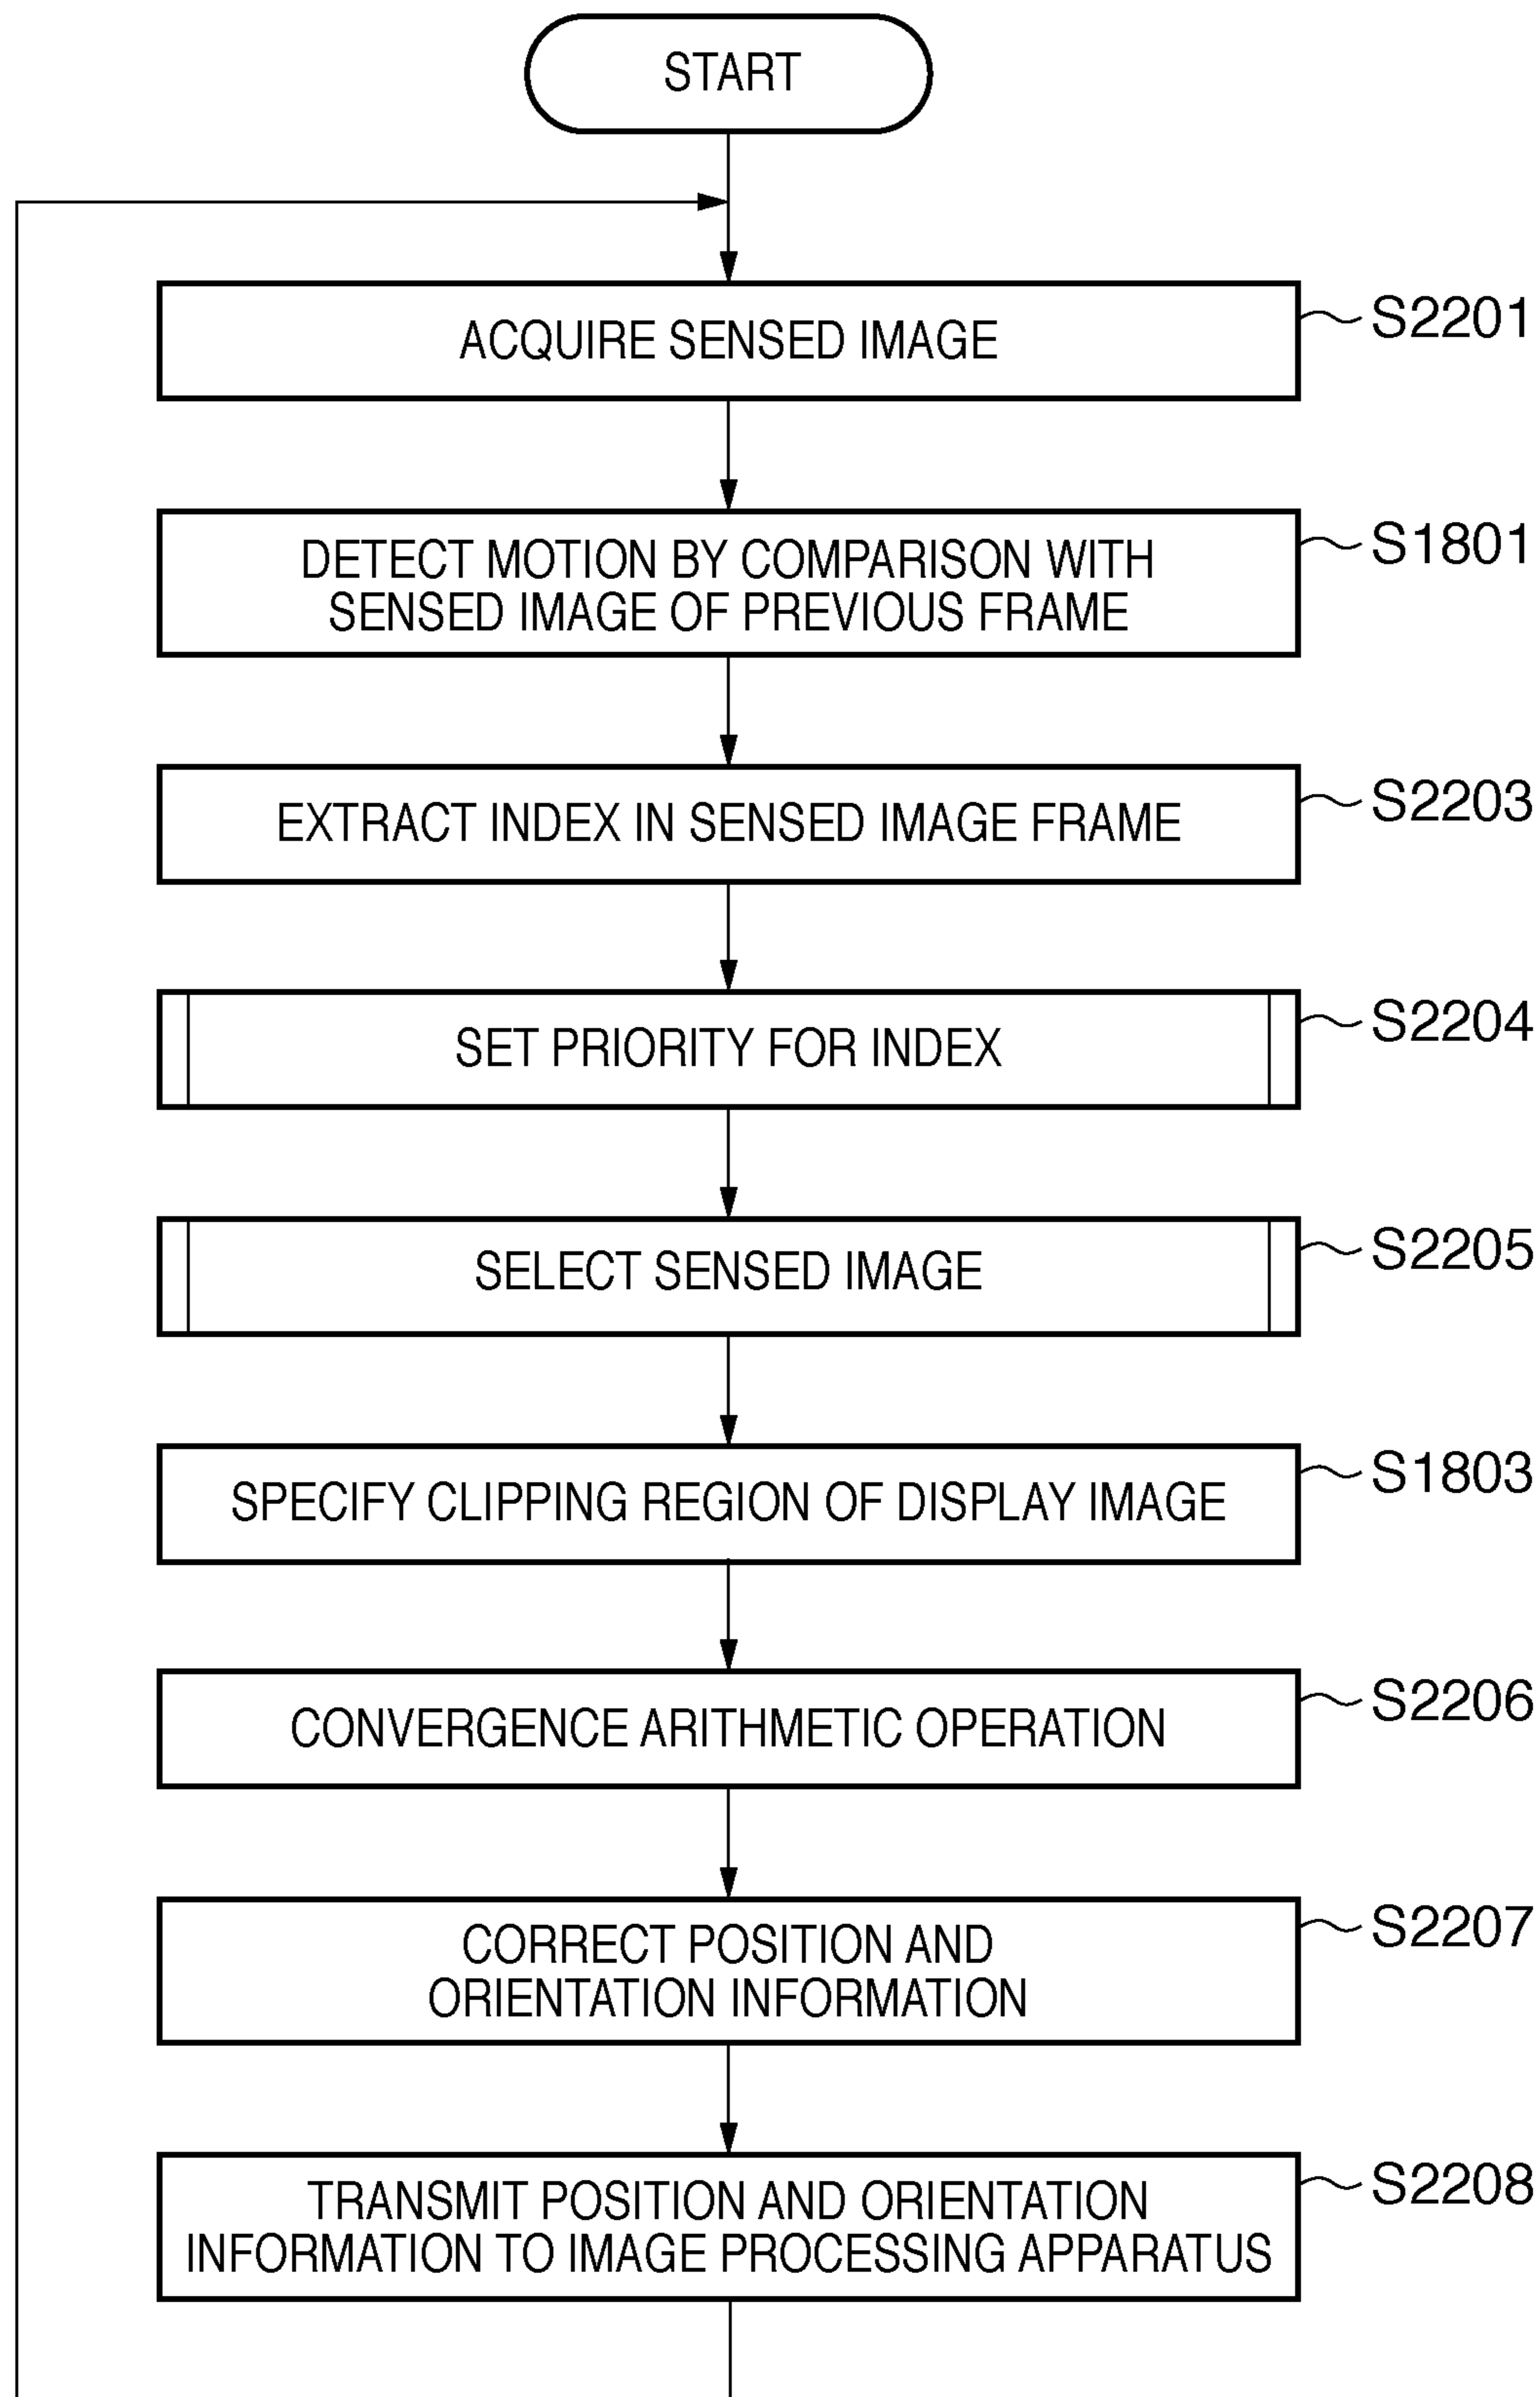 START
ACQUIRE SENSED IMAGE
S2201
DETECT MOTION BY COMPARISON WITH
SENSED IMAGE OF PREVIOUS FRAME
S1801
EXTRACT INDEX IN SENSED IMAGE FRAME
S2203
SET PRIORITY FOR INDEX
S2204
SELECT SENSED IMAGE
S2205
SPECIFY CLIPPING REGION OF DISPLAY IMAGE
S1803
CONVERGENCE ARITHMETIC OPERATION
S2206
CORRECT POSITION AND
ORIENTATION INFORMATION
S2207
TRANSMIT POSITION AND ORIENTATION
INFORMATION TO IMAGE PROCESSING APPARATUS
S2208